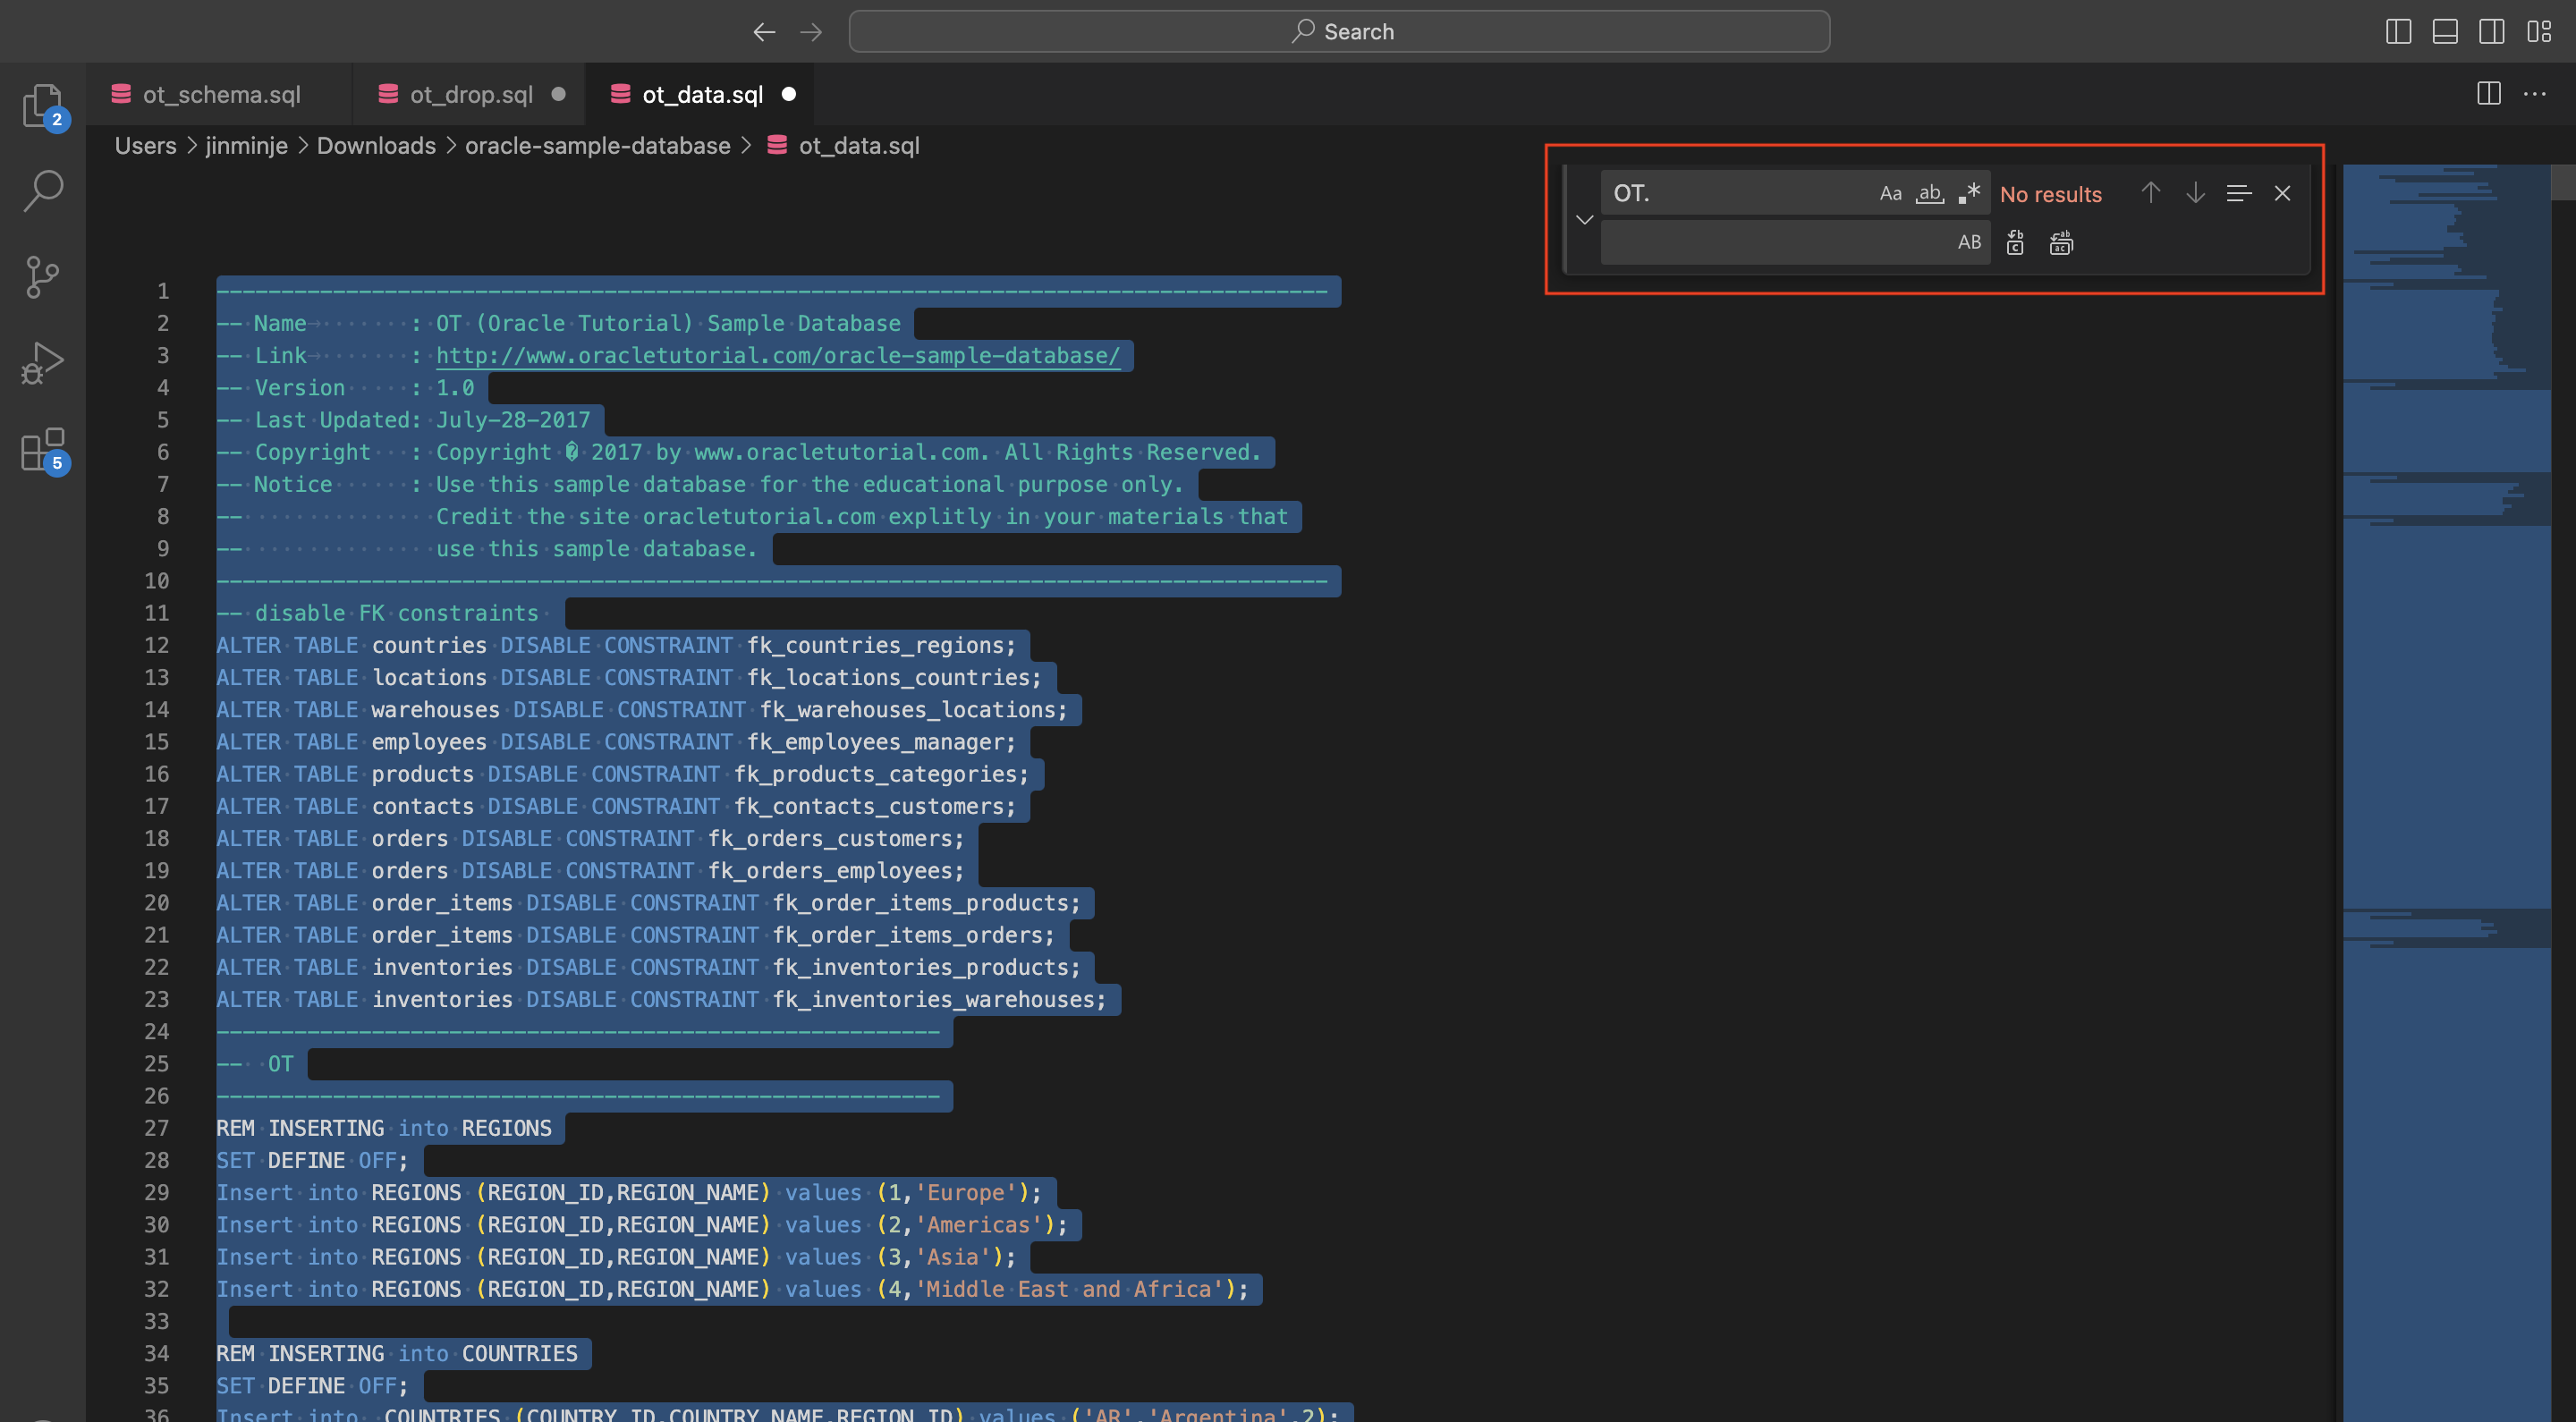 Search
ot_schema.sql ot_drop.sql ot_data.sql
2
Users > jinminje > Downloads > oracle-sample-database > ot_data.sql
OT. Aa ab No results
AB
5
1 --------------------------------------------------------------------------------------
2 -- Name : OT (Oracle Tutorial) Sample Database
3 -- Link : http://www.oracletutorial.com/oracle-sample-database/
4 -- Version : 1.0
5 -- Last Updated: July-28-2017
6 -- Copyright : Copyright � 2017 by www.oracletutorial.com. All Rights Reserved.
7 -- Notice : Use this sample database for the educational purpose only.
8 -- Credit the site oracletutorial.com explitly in your materials that
9 -- use this sample database.
10 --------------------------------------------------------------------------------------
11 -- disable FK constraints
12 ALTER TABLE countries DISABLE CONSTRAINT fk_countries_regions;
13 ALTER TABLE locations DISABLE CONSTRAINT fk_locations_countries;
14 ALTER TABLE warehouses DISABLE CONSTRAINT fk_warehouses_locations;
15 ALTER TABLE employees DISABLE CONSTRAINT fk_employees_manager;
16 ALTER TABLE products DISABLE CONSTRAINT fk_products_categories;
17 ALTER TABLE contacts DISABLE CONSTRAINT fk_contacts_customers;
18 ALTER TABLE orders DISABLE CONSTRAINT fk_orders_customers;
19 ALTER TABLE orders DISABLE CONSTRAINT fk_orders_employees;
20 ALTER TABLE order_items DISABLE CONSTRAINT fk_order_items_products;
21 ALTER TABLE order_items DISABLE CONSTRAINT fk_order_items_orders;
22 ALTER TABLE inventories DISABLE CONSTRAINT fk_inventories_products;
23 ALTER TABLE inventories DISABLE CONSTRAINT fk_inventories_warehouses;
24 --------------------------------------------------------
25 -- OT
26 --------------------------------------------------------
27 REM INSERTING into REGIONS
28 SET DEFINE OFF;
29 Insert into REGIONS (REGION_ID,REGION_NAME) values (1,'Europe');
30 Insert into REGIONS (REGION_ID,REGION_NAME) values (2,'Americas');
31 Insert into REGIONS (REGION_ID,REGION_NAME) values (3,'Asia');
32 Insert into REGIONS (REGION_ID,REGION_NAME) values (4,'Middle East and Africa');
33
34 REM INSERTING into COUNTRIES
35 SET DEFINE OFF;
36 Insert into COUNTRIES (COUNTRY_ID,COUNTRY_NAME,REGION_ID) values ('AR','Argentina',2);